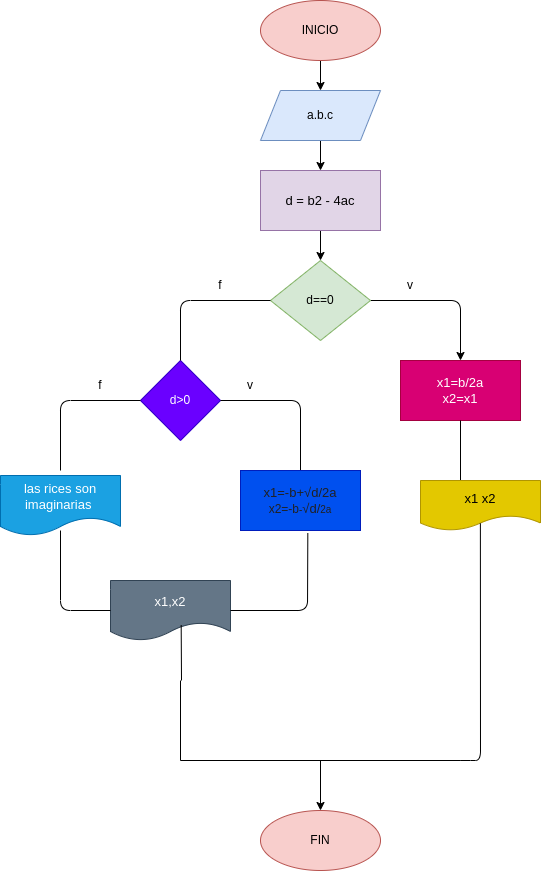 INICIO
a.b.c
d = b2 - 4ac
d==0
f
v
d>0
f
v
x1=b/2a
x2=x1
las rices son
imaginarias
x1=-b+√d/2a
x2=-b-√d/2a
x1 x2
x1,x2
FIN